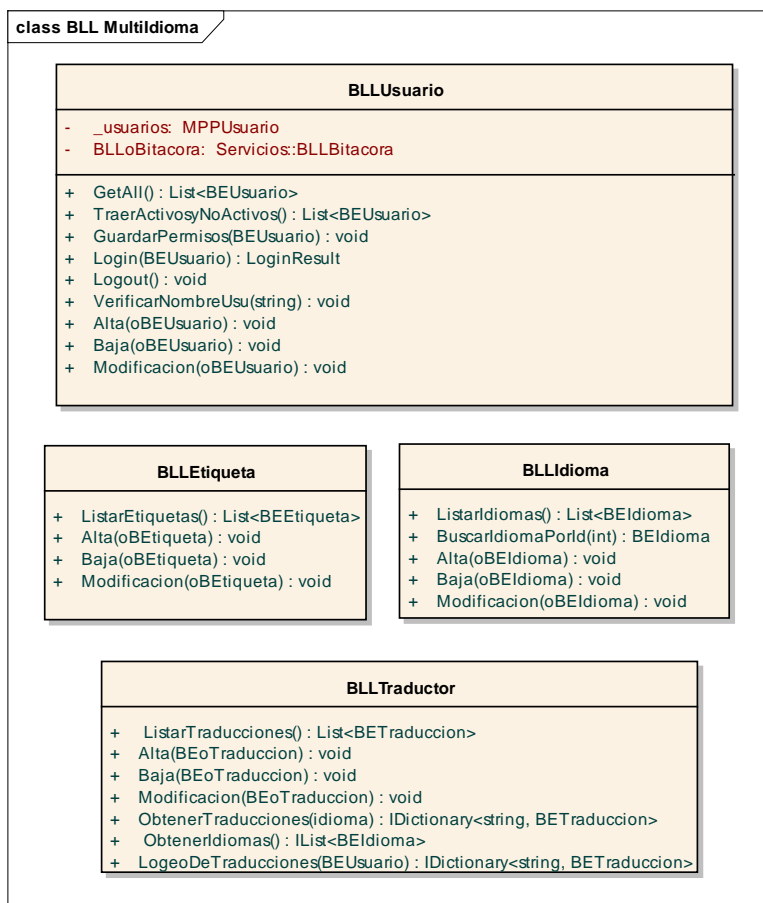 class BLL MultiIdioma
BLLUsuario
- _usuarios: MPPUsuario
- BLLoBitacora: Servicios::BLLBitacora
+ GetAll() : List<BEUsuario>
+ TraerActivosyNoActivos() : List<BEUsuario>
+ GuardarPermisos(BEUsuario) : void
+ Login(BEUsuario) : LoginResult
+ Logout() : void
+ VerificarNombreUsu(string) : void
+ Alta(oBEUsuario) : void
+ Baja(oBEUsuario) : void
+ Modificacion(oBEUsuario) : void
BLLEtiqueta
+ ListarEtiquetas() : List<BEEtiqueta>
+ Alta(oBEtiqueta) : void
+ Baja(oBEtiqueta) : void
+ Modificacion(oBEtiqueta) : void
BLLIdioma
+ ListarIdiomas() : List<BEIdioma>
+ BuscarIdiomaPorId(int) : BEIdioma
+ Alta(oBEIdioma) : void
+ Baja(oBEIdioma) : void
+ Modificacion(oBEIdioma) : void
BLLTraductor
+ ListarTraducciones() : List<BETraduccion>
+ Alta(BEoTraduccion) : void
+ Baja(BEoTraduccion) : void
+ Modificacion(BEoTraduccion) : void
+ ObtenerTraducciones(idioma) : IDictionary<string, BETraduccion>
+ ObtenerIdiomas() : IList<BEIdioma>
+ LogeoDeTraducciones(BEUsuario) : IDictionary<string, BETraduccion>